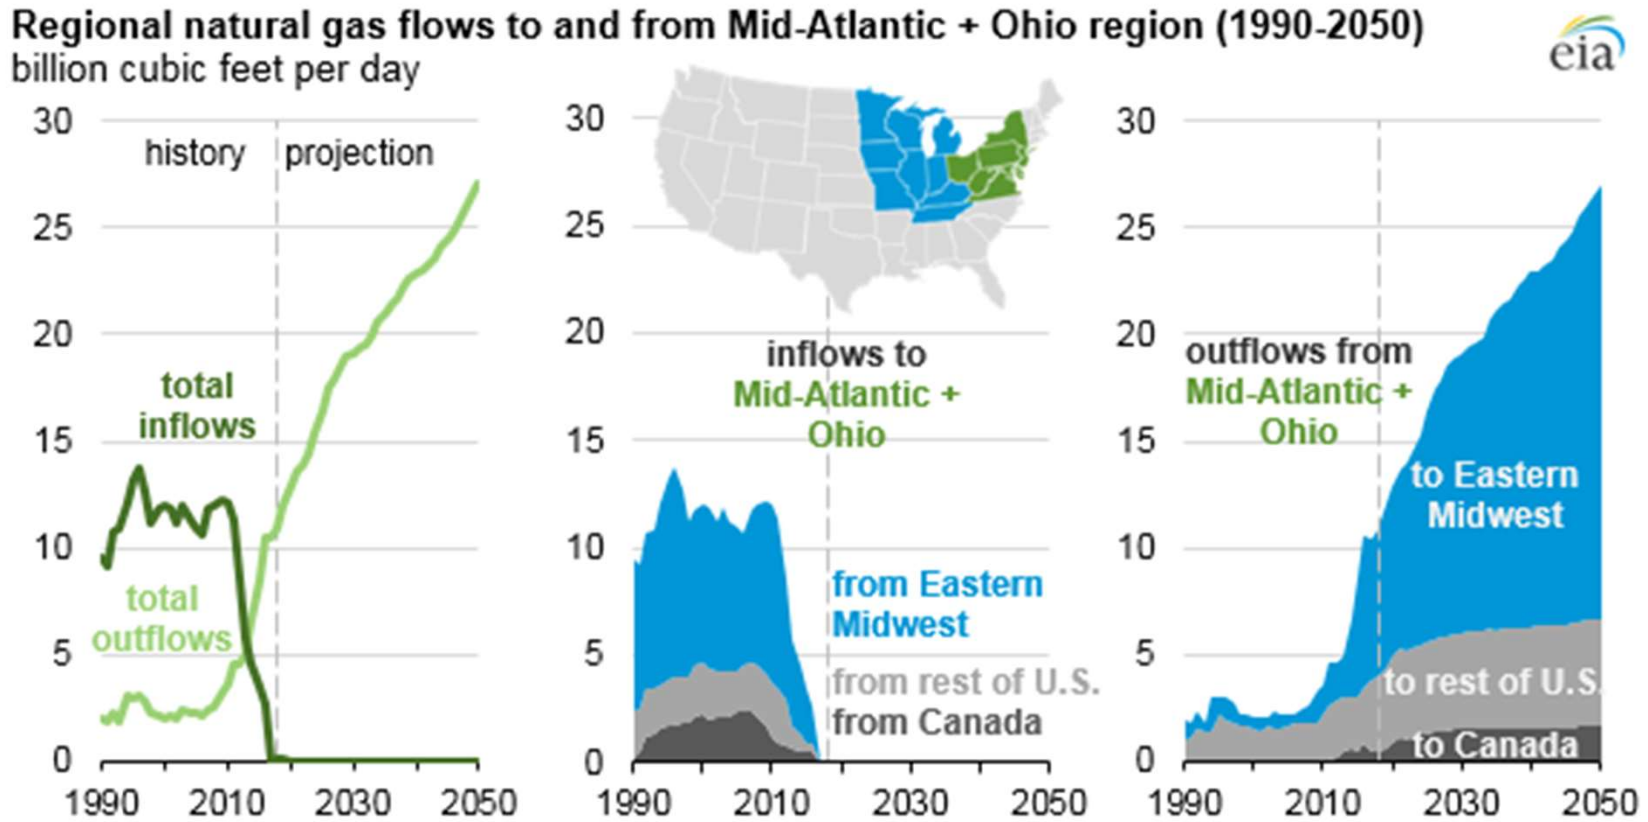 Regional natural gas flows to and from Mid-Atlantic + Ohio region (1990-2050)
billion cubic feet per day
eia
30
25
20
15
10
5
0
history
projection
total
inflows
total
outflows
1990
2010
2030
2050
30
25
20
15
10
5
0
inflows to
Mid-Atlantic +
Ohio
from Eastern
Midwest
from rest of U.S.
from Canada
1990
2010
2030
2050
30
25
20
15
10
5
0
outflows from
Mid-Atlantic +
Ohio
to Eastern
Midwest
to rest of U.S.
to Canada
1990
2010
2030
2050